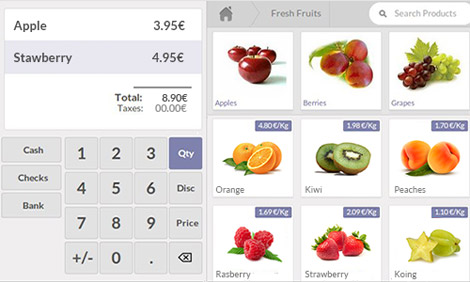 Apple 3.95€
Stawberry 4.95€
Total: 8.90€
Taxes: 00.00€
Cash
Checks
Bank
1 2 3 Qty
4 5 6 Disc
7 8 9 Price
+/- 0 .
Fresh Fruits
Search Products
Apples Berries Grapes
4.80 €/Kg 1.98 €/Kg 1.70 €/Kg
Orange Kiwi Peaches
1.69 €/Kg 2.09 €/Kg 1.10 €/Kg
Rasberry Strawberry Koing